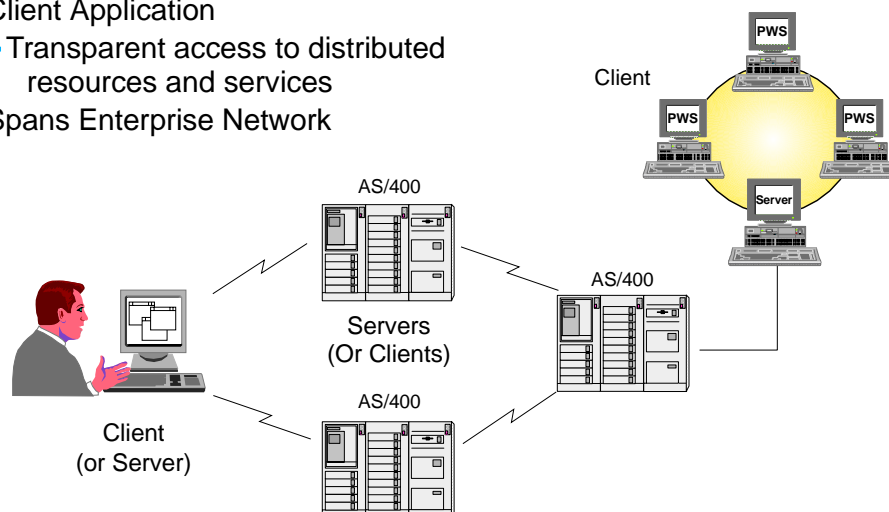 Client Application
• Transparent access to distributed
resources and services
Spans Enterprise Network
Client
PWS
PWS
PWS
Server
AS/400
AS/400
Servers
(Or Clients)
Client
(or Server)
AS/400